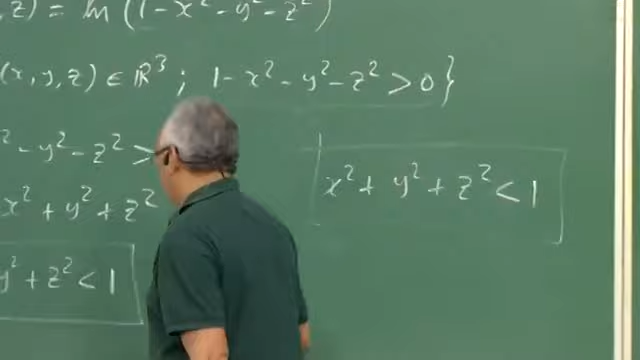 , z) = ln (1 - x² - y² - z²)
(x, y, z) ∈ ℝ³ ; 1 - x² - y² - z² > 0}
² - y² - z² >
x² + y² + z²
y² + z² < 1
x² + y² + z² < 1